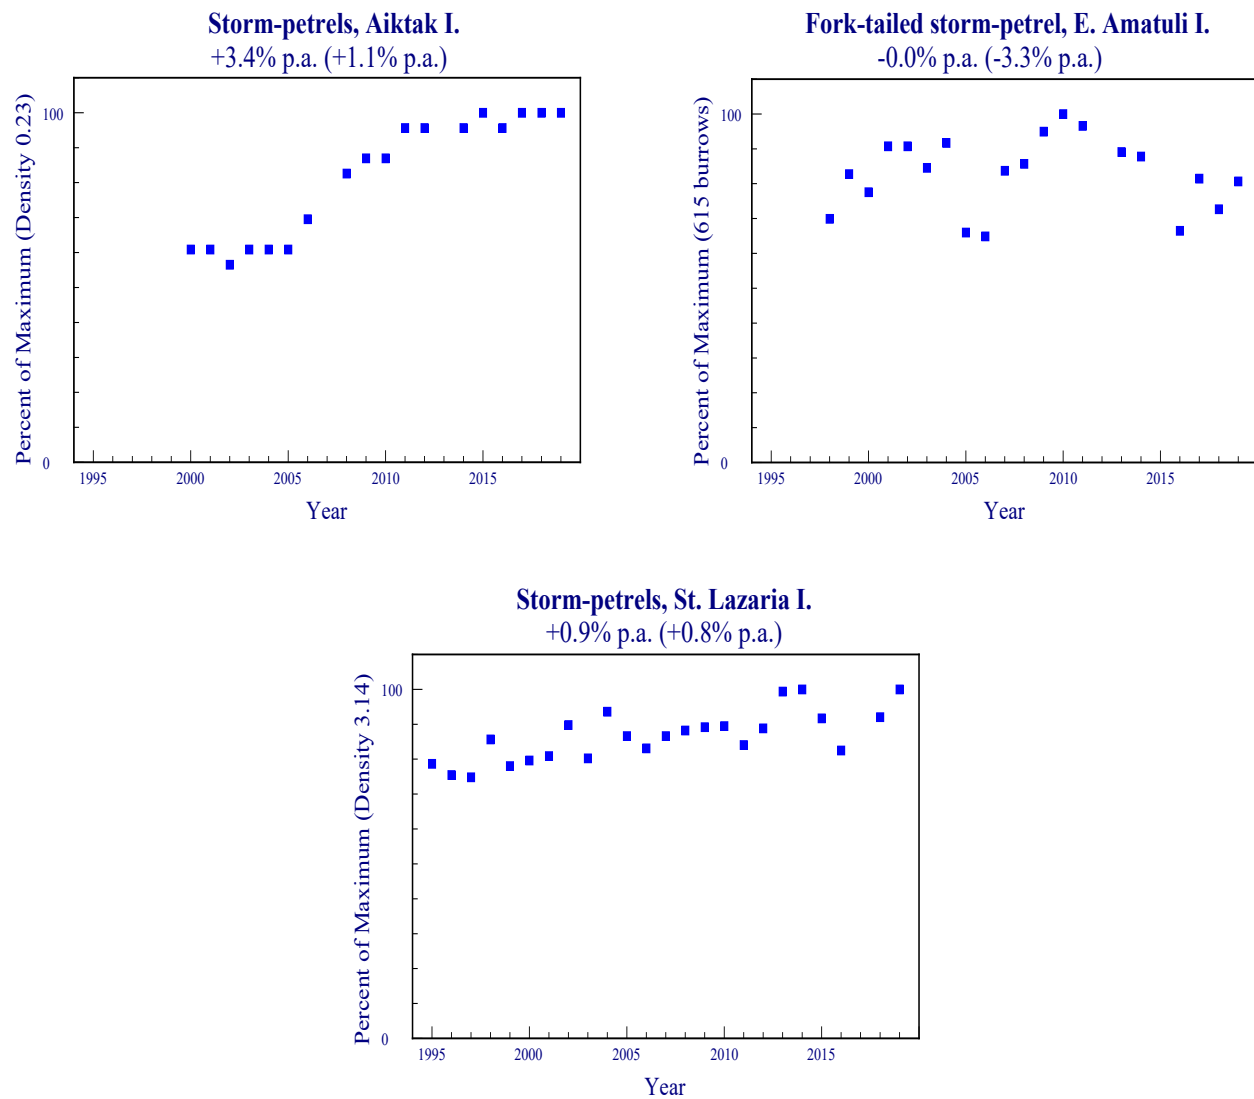 Storm-petrels, Aiktak I.
+3.4% p.a. (+1.1% p.a.)
Percent of Maximum (Density 0.23)
100
0
1995 2000 2005 2010 2015
Year
Fork-tailed storm-petrel, E. Amatuli I.
-0.0% p.a. (-3.3% p.a.)
Percent of Maximum (615 burrows)
100
0
1995 2000 2005 2010 2015
Year
Storm-petrels, St. Lazaria I.
+0.9% p.a. (+0.8% p.a.)
Percent of Maximum (Density 3.14)
100
0
1995 2000 2005 2010 2015
Year